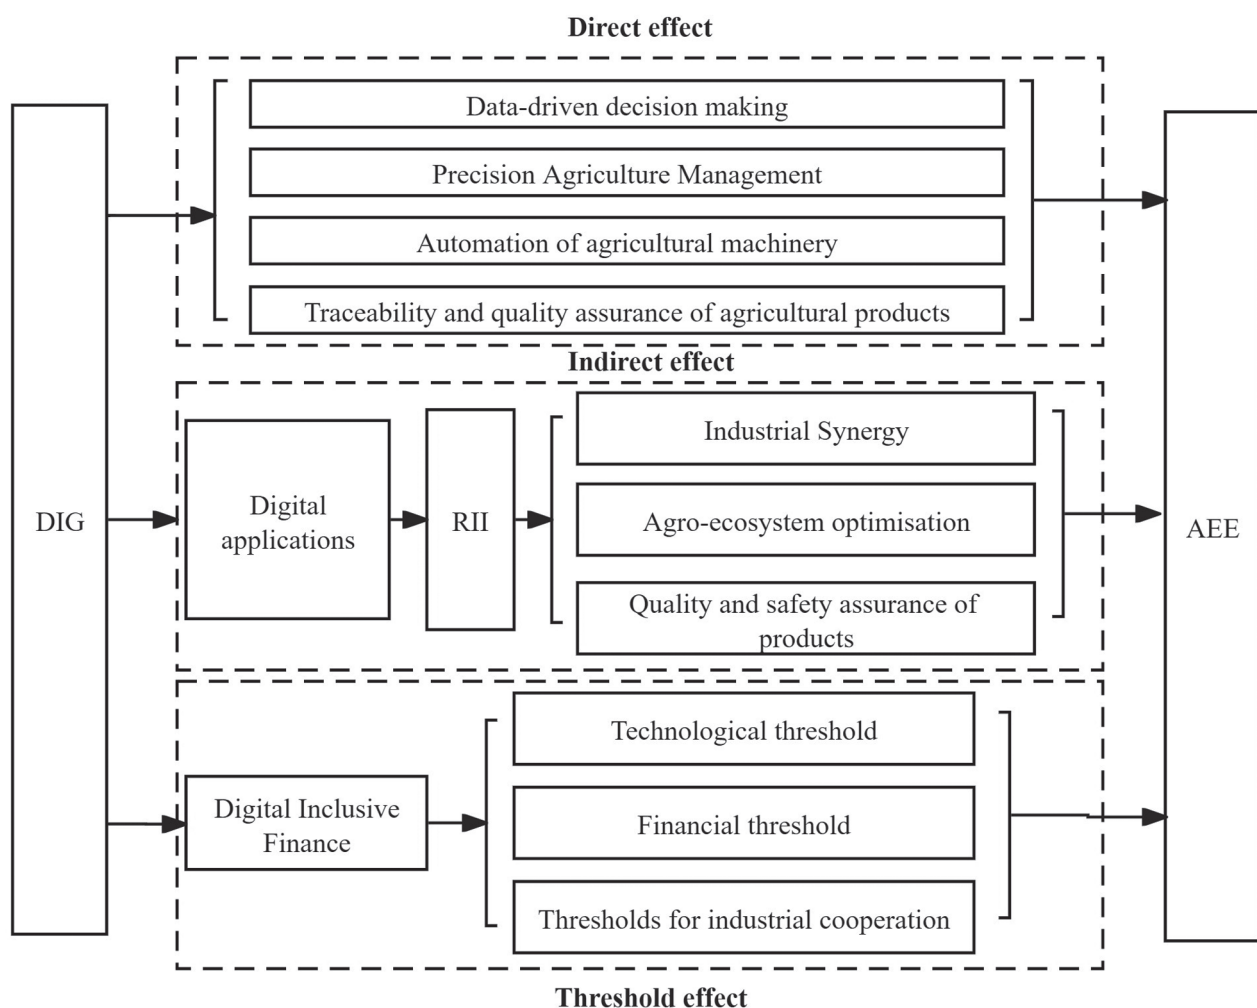 Direct effect
Data-driven decision making
Precision Agriculture Management
Automation of agricultural machinery
Traceability and quality assurance of agricultural products
Indirect effect
DIG
Digital
applications
RII
Industrial Synergy
Agro-ecosystem optimisation
Quality and safety assurance of
products
AEE
Digital Inclusive
Finance
Technological threshold
Financial threshold
Thresholds for industrial cooperation
Threshold effect